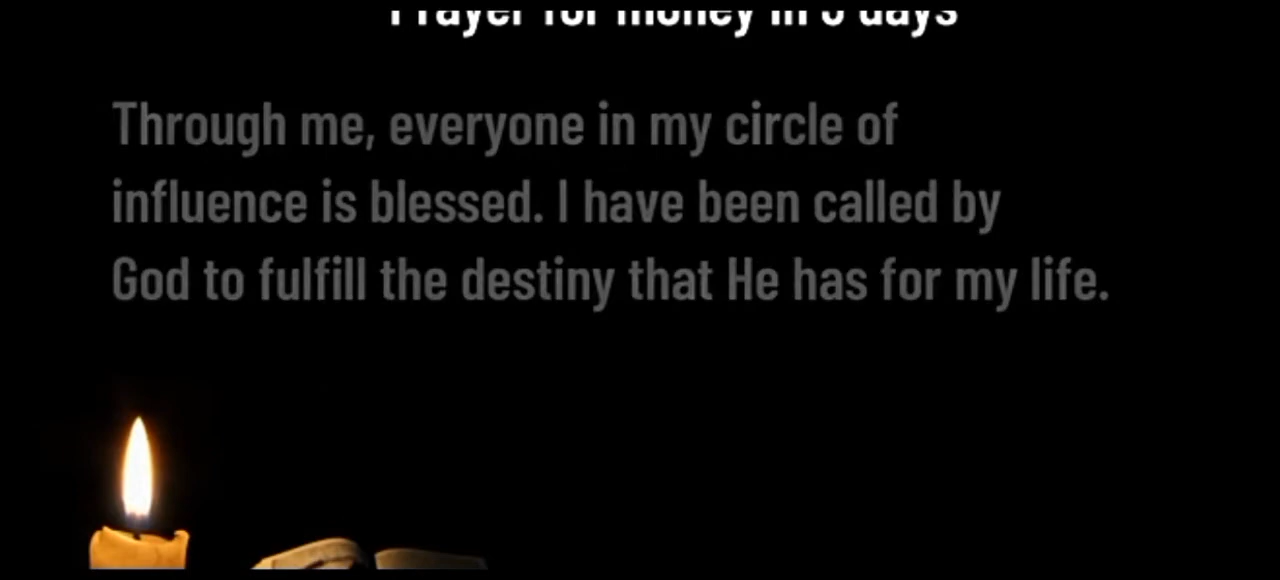 Prayer for money in days
Through me, everyone in my circle of
influence is blessed. I have been called by
God to fulfill the destiny that He has for my life.